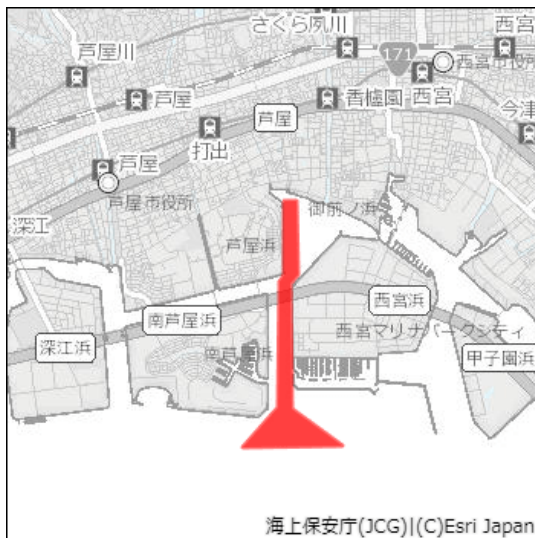 さくら夙川
西宮
芦屋川
171
西宮市役所
芦屋
香櫨園
西宮
今津
芦屋
打出
芦屋
芦屋市役所
御前ノ浜
深江
芦屋浜
西宮浜
南芦屋浜
西宮マリナパークシティ
深江浜
南芦屋浜
甲子園浜
海上保安庁(JCG)|(C)Esri Japan